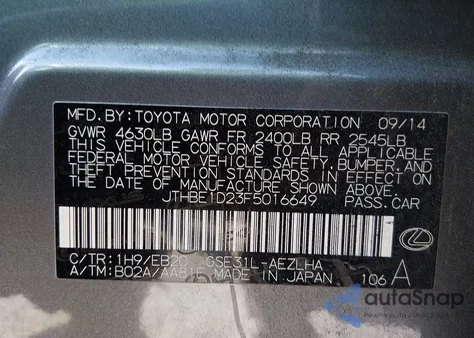 MFD.BY:TOYOTA MOTOR CORPORATION 09/14
GVWR 4630LB GAWR FR 2400LB RR 2545LB
THIS VEHICLE CONFORMS TO ALL APPLICABLE
FEDERAL MOTOR VEHICLE SAFETY, BUMPER, AND
THEFT PREVENTION STANDARDS IN EFFECT ON
THE DATE OF MANUFACTURE SHOWN ABOVE.
JTHBE1D23F5016649 PASS.CAR
C/TR:1H9/EB20 GSE31L-AEZLHA
A/TM:B02A/AA81E MADE IN JAPAN 106A
autoSnap